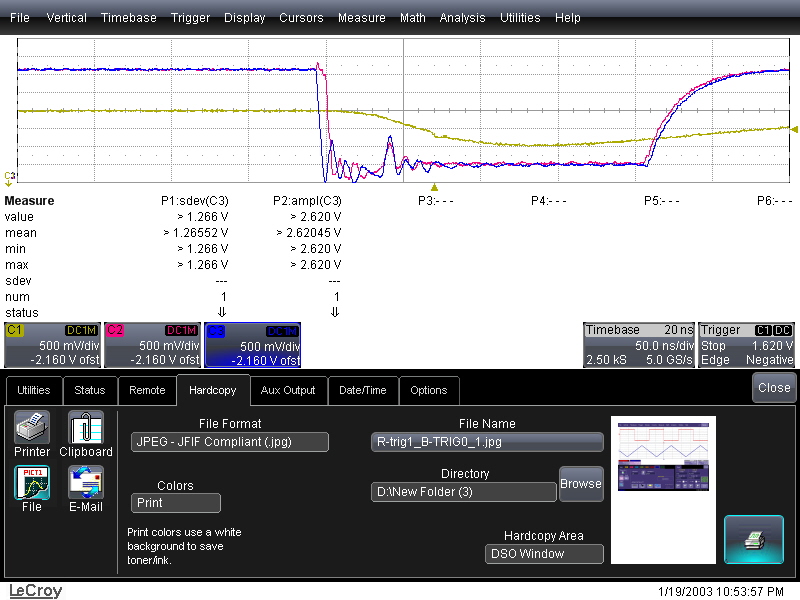 File Vertical Timebase Trigger Display Cursors Measure Math Analysis Utilities Help
C3
Measure P1:sdev(C3) P2:ampl(C3) P3:- - - P4:- - - P5:- - - P6:- - -
value > 1.266 V > 2.620 V
mean > 1.26552 V > 2.62045 V
min > 1.266 V > 2.620 V
max > 1.266 V > 2.620 V
sdev --- ---
num 1 1
status ⇓ ⇓
C1 DC1M C2 DC1M C3 DC1M Timebase 20 ns Trigger C1 DC
500 mV/div 500 mV/div 500 mV/div 50.0 ns/div Stop 1.620 V
-2.160 V ofst -2.160 V ofst -2.160 V ofst 2.50 kS 5.0 GS/s Edge Negative
Utilities Status Remote Hardcopy Aux Output Date/Time Options Close
File Format File Name
Printer Clipboard JPEG - JFIF Compliant (.jpg) R-trig1_B-TRIG0_1.jpg
PICT1
File E-Mail
Colors Directory
Print D:\New Folder (3) Browse
Print colors use a white
background to save
toner/ink.
Hardcopy Area
DSO Window
LeCroy 1/19/2003 10:53:57 PM